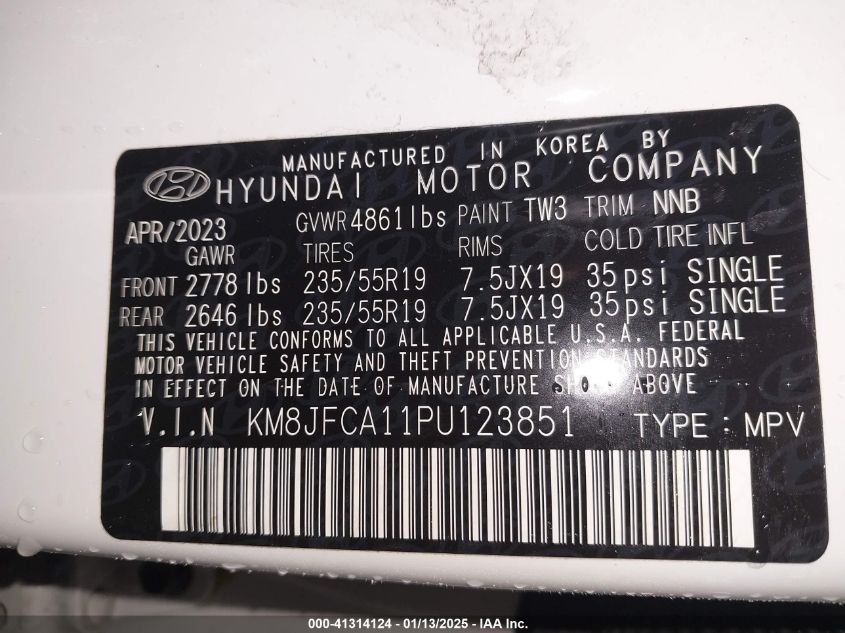 MANUFACTURED IN KOREA BY
HYUNDAI MOTOR COMPANY
APR/2023 GVWR 4861 lbs PAINT TW3 TRIM NNB
GAWR TIRES RIMS COLD TIRE INFL
FRONT 2778 lbs 235/55R19 7.5JX19 35psi SINGLE
REAR 2646 lbs 235/55R19 7.5JX19 35psi SINGLE
THIS VEHICLE CONFORMS TO ALL APPLICABLE U.S.A. FEDERAL
MOTOR VEHICLE SAFETY AND THEFT PREVENTION STANDARDS
IN EFFECT ON THE DATE OF MANUFACTURE SHOWN ABOVE
V.I.N KM8JFCA11PU123851 TYPE : MPV
000-41314124 - 01/13/2025 - IAA Inc.